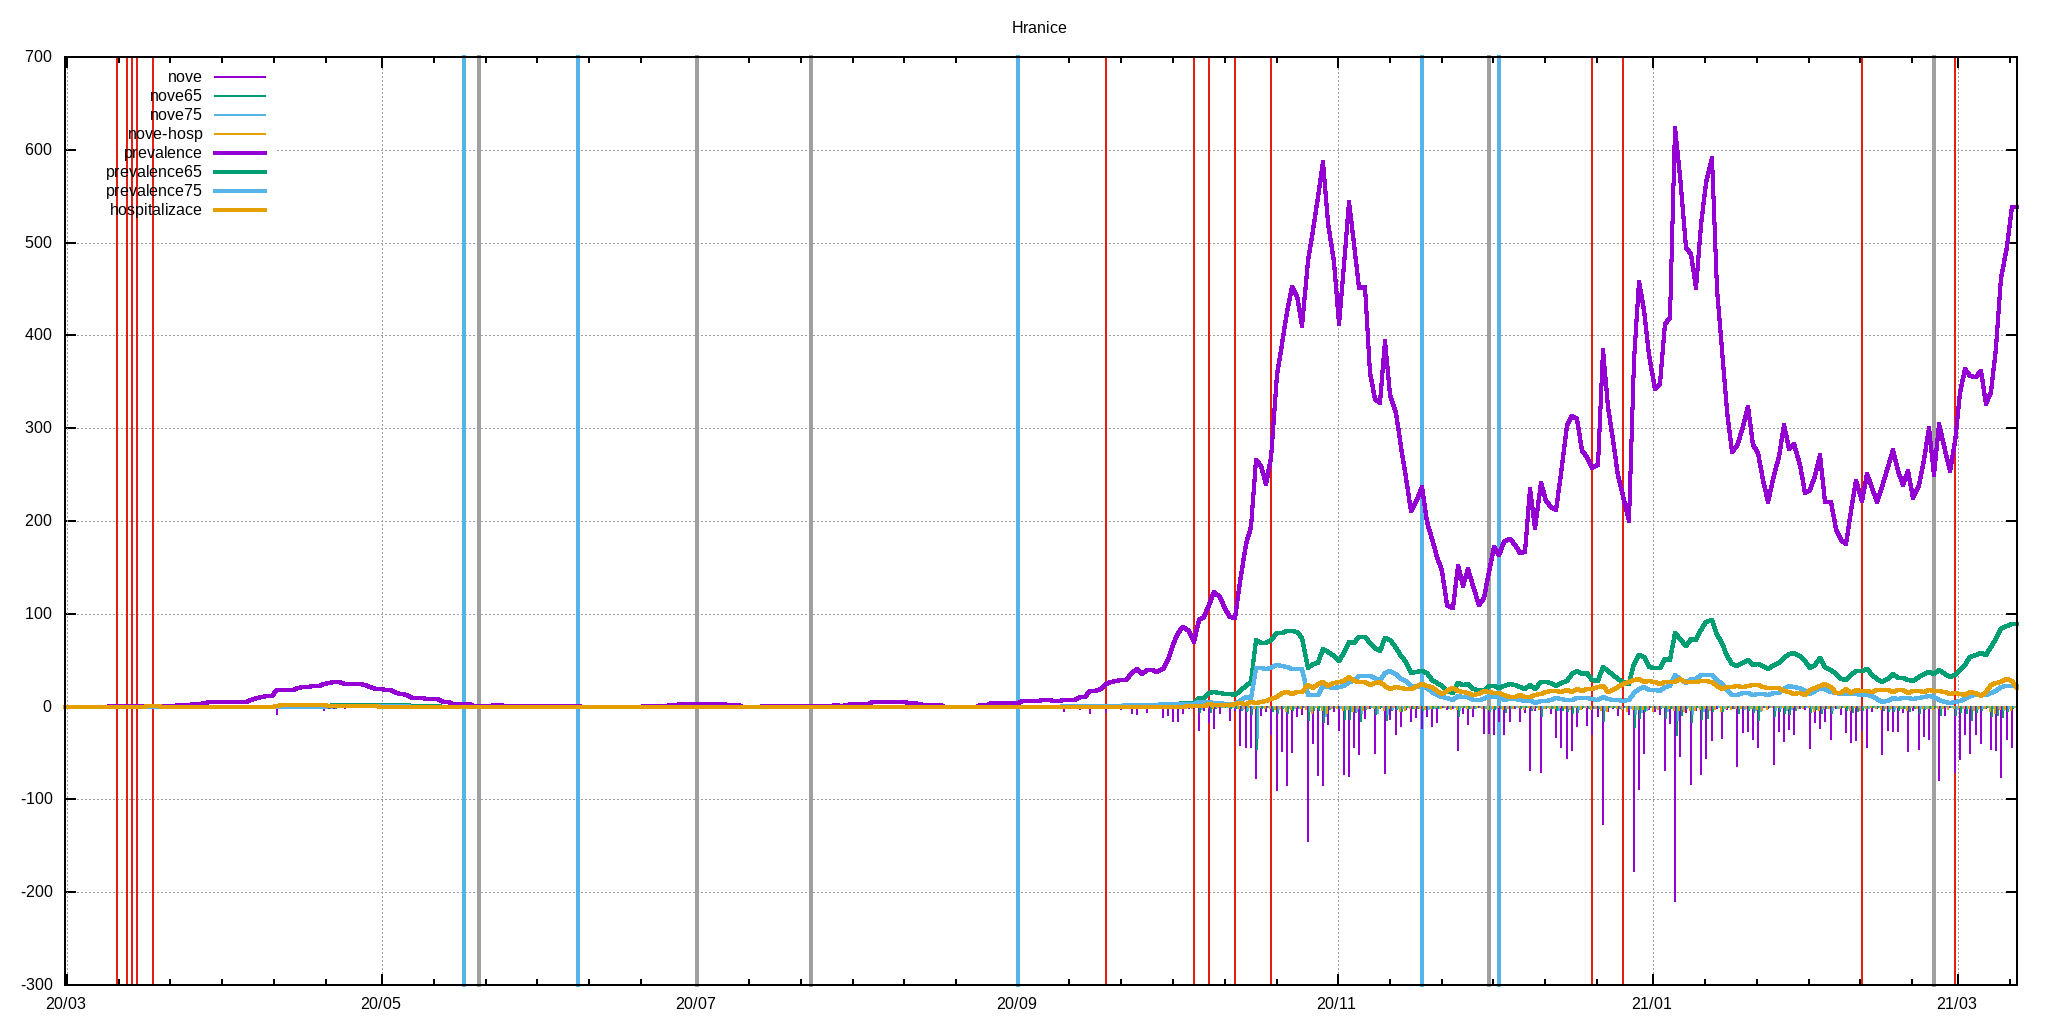 Hranice
700
600
500
400
300
200
100
0
-100
-200
-300
nove
nove65
nove75
nove-hosp
prevalence
prevalence65
prevalence75
hospitalizace
20/03 20/05 20/07 20/09 20/11 21/01 21/03